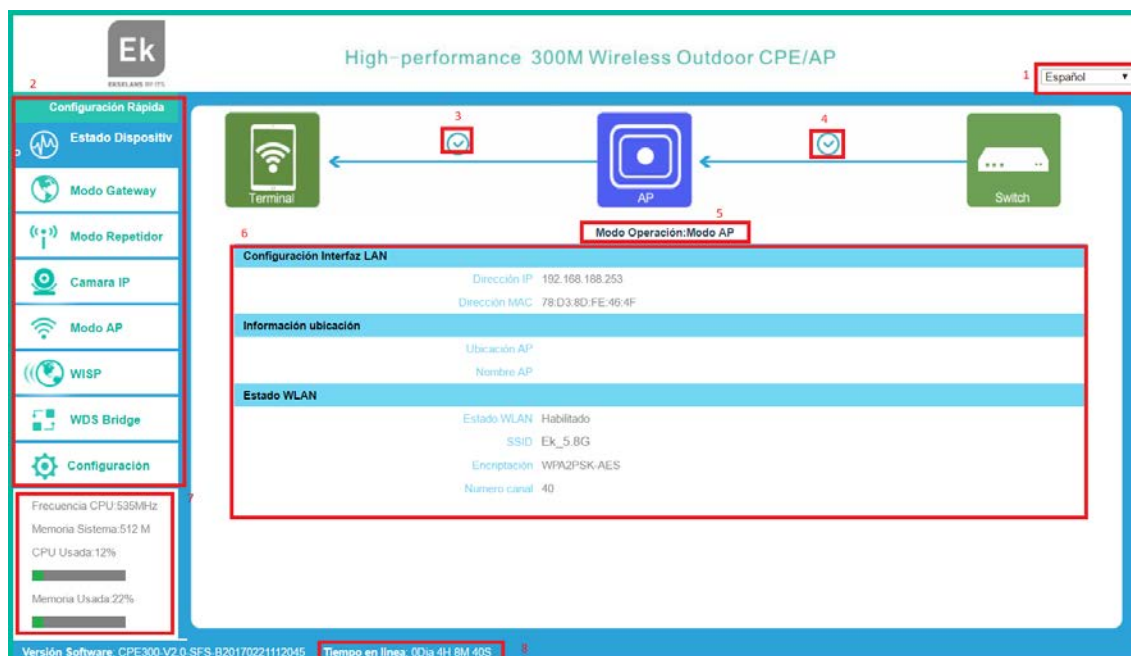 Ek
EKSELANS BY ITS
High-performance 300M Wireless Outdoor CPE/AP
1
Español
2
Configuración Rápida
Estado Dispositiv
o
Modo Gateway
Modo Repetidor
Camara IP
Modo AP
WISP
WDS Bridge
Configuración
3
4
Terminal
AP
Switch
5
Modo Operación:Modo AP
6
Configuración Interfaz LAN
Dirección IP 192.168.188.253
Dirección MAC 78:D3:8D:FE:46:4F
Información ubicación
Ubicación AP
Nombre AP
Estado WLAN
Estado WLAN Habilitado
SSID Ek_5.8G
Encriptación WPA2PSK-AES
Numero canal 40
7
Frecuencia CPU:535MHz
Memoria Sistema:512 M
CPU Usada:12%
Memoria Usada:22%
Versión Software: CPE300-V2.0-SFS-B20170221112045
Tiempo en linea: 0Dia 4H 8M 40S
8